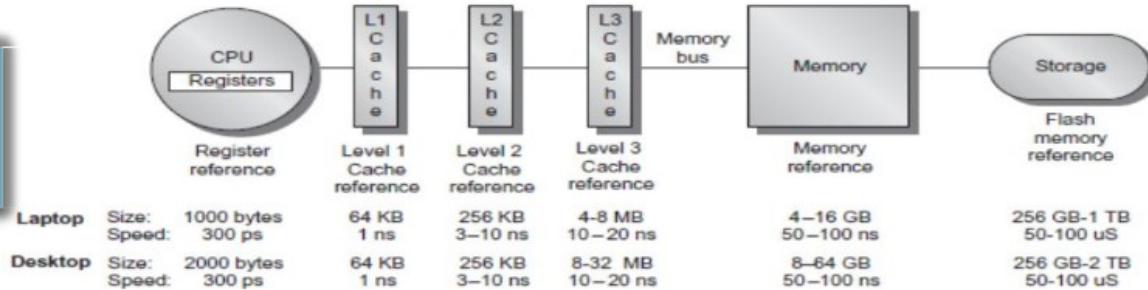 CPU
Registers
L1
C
a
c
h
e
L2
C
a
c
h
e
L3
C
a
c
h
e
Memory
bus
Memory
Storage
Register
reference
Level 1
Cache
reference
Level 2
Cache
reference
Level 3
Cache
reference
Memory
reference
Flash
memory
reference
Laptop Size: 1000 bytes 64 KB 256 KB 4-8 MB 4–16 GB 256 GB-1 TB
Speed: 300 ps 1 ns 3–10 ns 10–20 ns 50–100 ns 50-100 uS
Desktop Size: 2000 bytes 64 KB 256 KB 8-32 MB 8–64 GB 256 GB-2 TB
Speed: 300 ps 1 ns 3–10 ns 10–20 ns 50–100 ns 50-100 uS